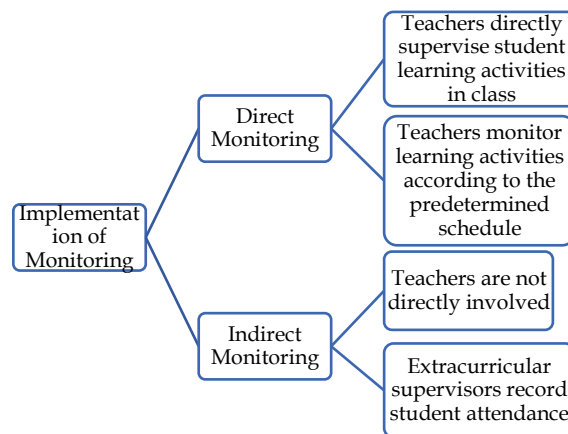 Teachers directly
supervise student
learning activities
in class
Direct
Monitoring
Teachers monitor
learning activities
according to the
predetermined
schedule
Implementat
ion of
Monitoring
Teachers are not
directly involved
Indirect
Monitoring
Extracurricular
supervisors record
student attendance